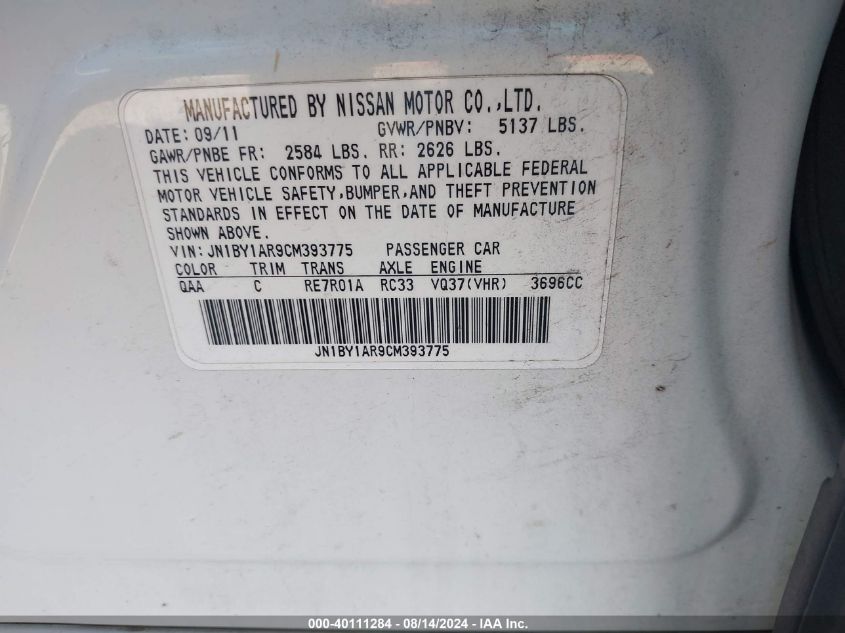 MANUFACTURED BY NISSAN MOTOR CO.,LTD.
DATE: 09/11 GVWR/PNBV: 5137 LBS.
GAWR/PNBE FR: 2584 LBS. RR: 2626 LBS.
THIS VEHICLE CONFORMS TO ALL APPLICABLE FEDERAL
MOTOR VEHICLE SAFETY,BUMPER,AND THEFT PREVENTION
STANDARDS IN EFFECT ON THE DATE OF MANUFACTURE
SHOWN ABOVE.
VIN: JN1BY1AR9CM393775 PASSENGER CAR
COLOR TRIM TRANS AXLE ENGINE
QAA C RE7R01A RC33 VQ37(VHR) 3696CC
JN1BY1AR9CM393775
000-40111284 - 08/14/2024 - IAA Inc.